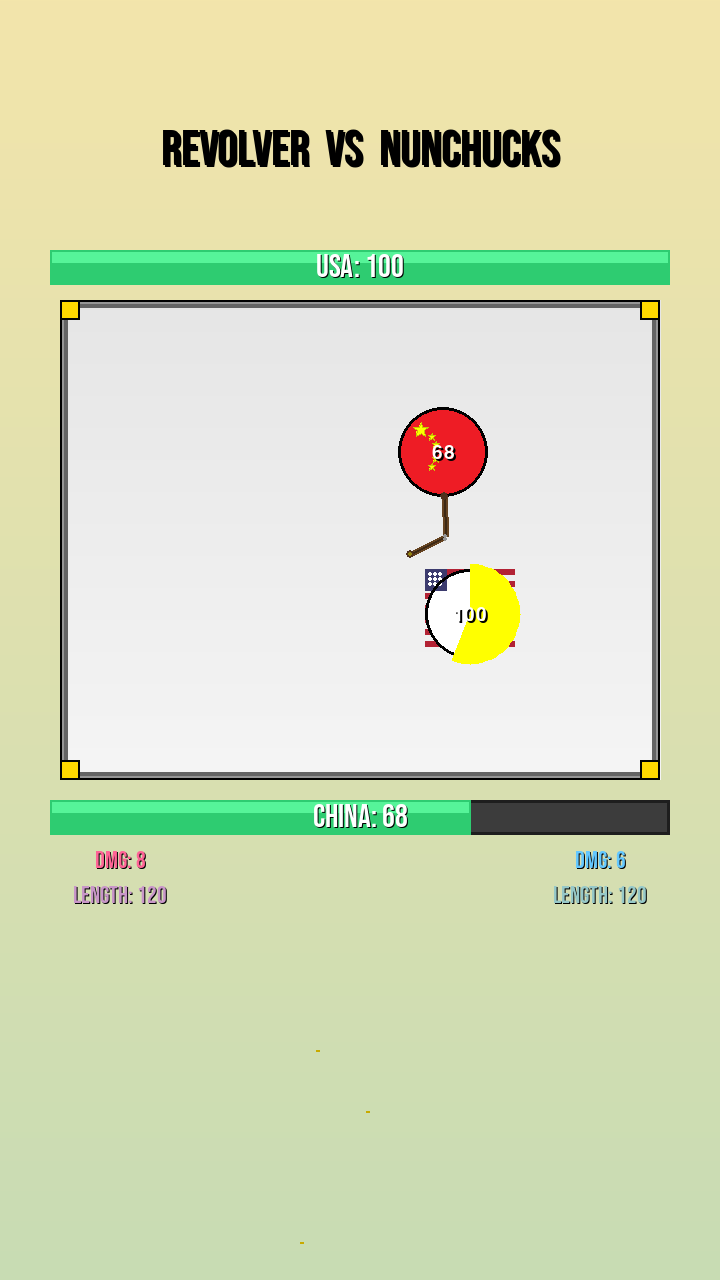 REVOLVER VS NUNCHUCKS
USA: 100
68
100
CHINA: 68
DMG: 8
DMG: 6
LENGTH: 120
LENGTH: 120